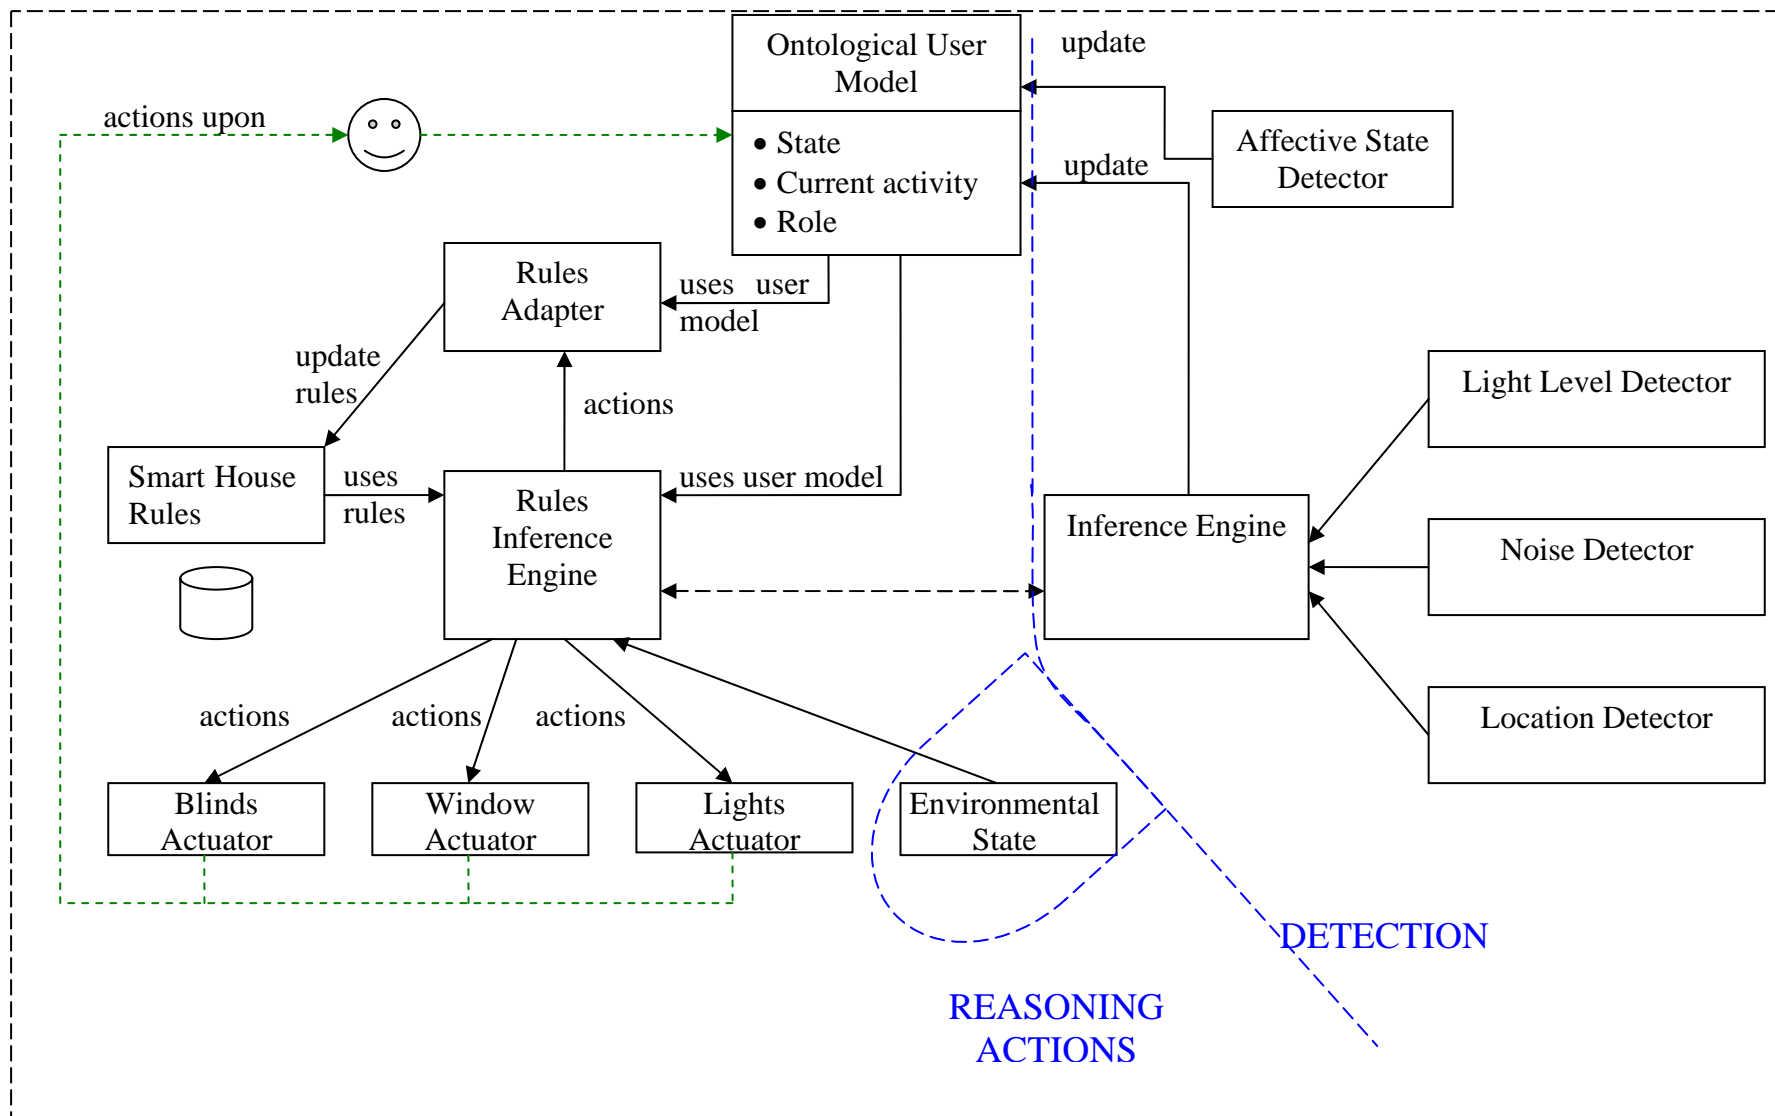 Ontological User
Model
update
actions upon
• State
• Current activity
• Role
Affective State
Detector
update
Rules
Adapter
uses user
model
update
rules
actions
Light Level Detector
Smart House
Rules
uses
rules
Rules
Inference
Engine
uses user model
Inference Engine
Noise Detector
actions
actions
actions
Location Detector
Blinds
Actuator
Window
Actuator
Lights
Actuator
Environmental
State
DETECTION
REASONING
ACTIONS